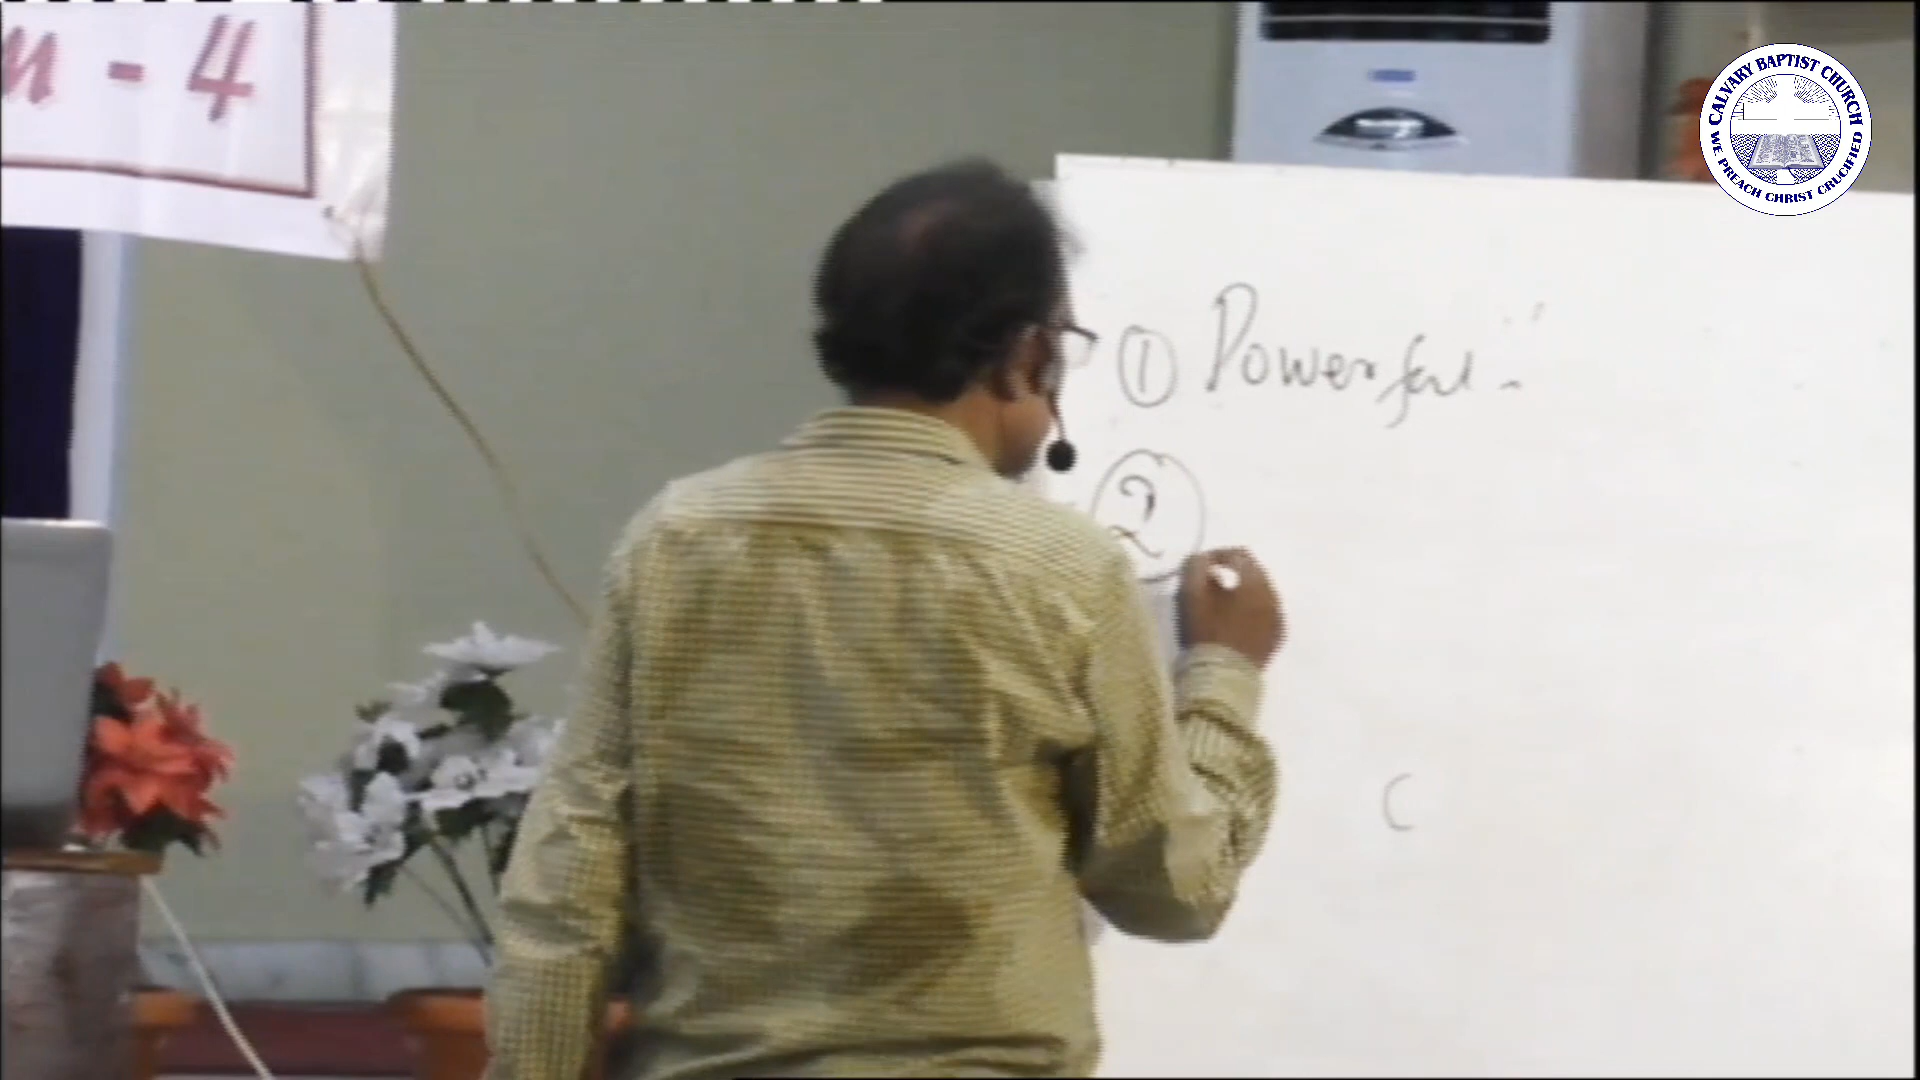 m - 4
CALVARY BAPTIST CHURCH
WE PREACH CHRIST CRUCIFIED
① Powerful -
②
C